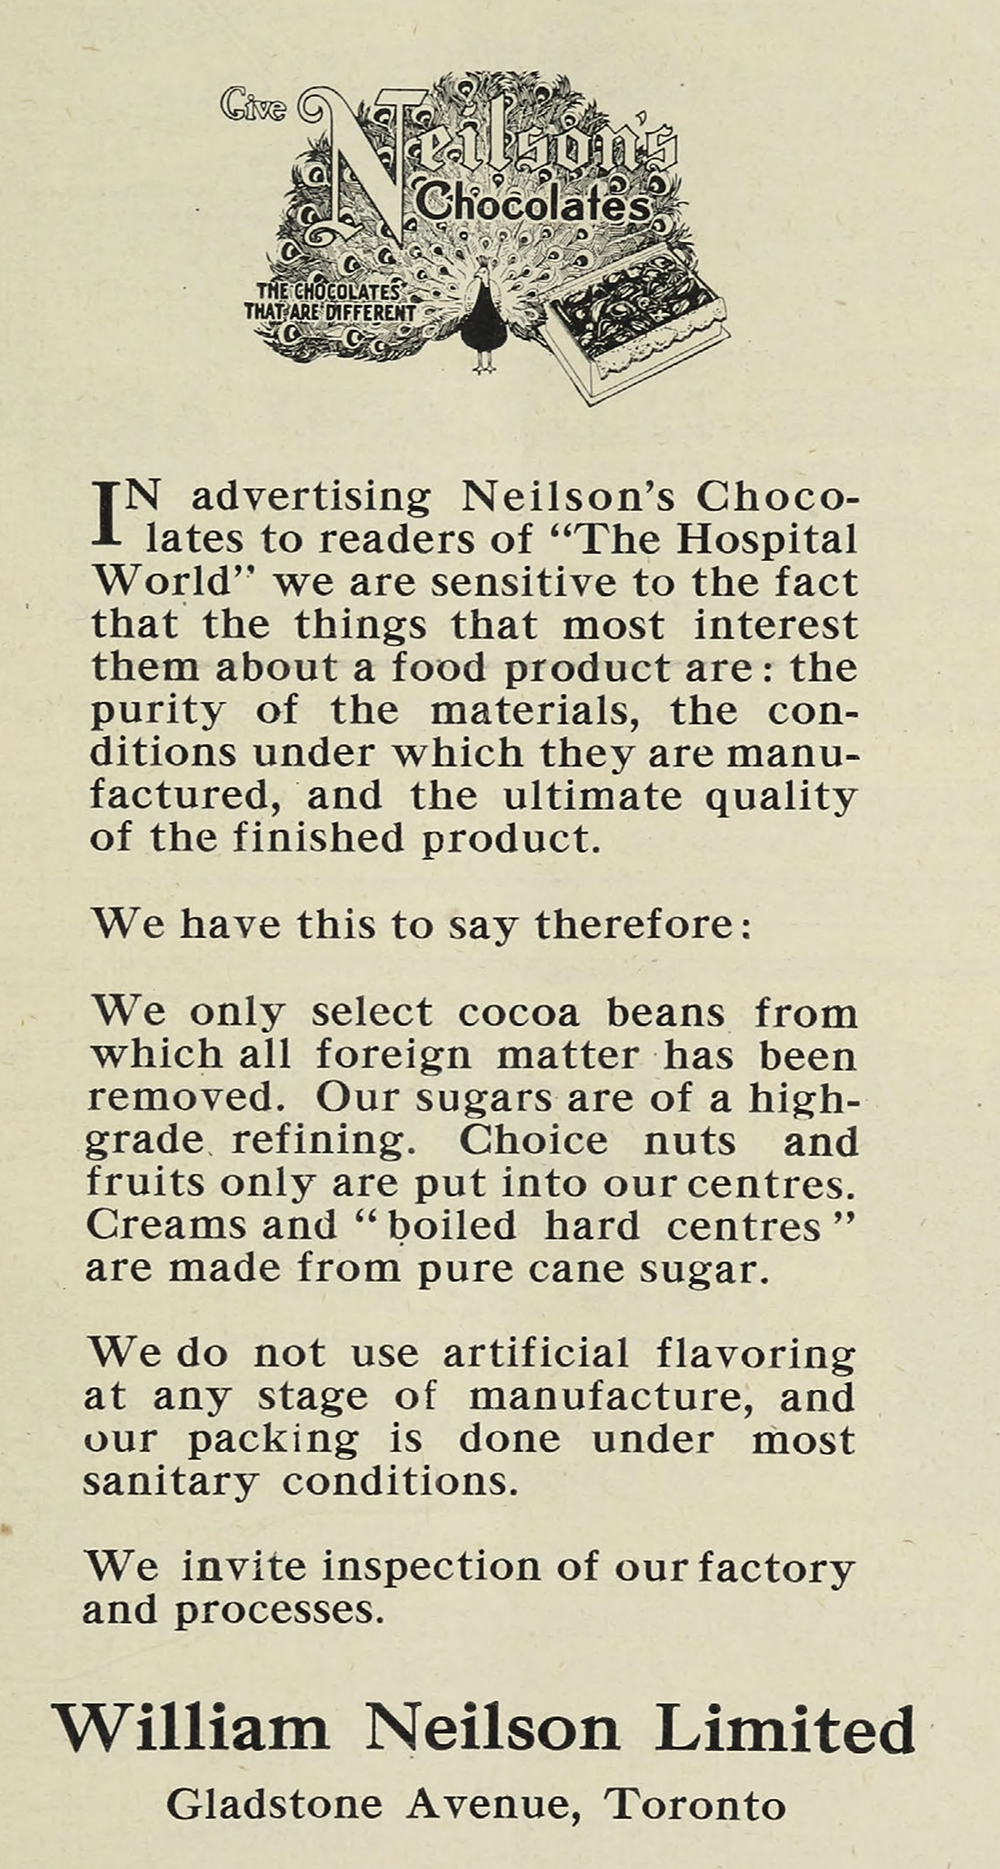 Give Neilson's
Chocolates
THE CHOCOLATES
THAT ARE DIFFERENT
IN advertising Neilson's Choco-
lates to readers of “The Hospital
World” we are sensitive to the fact
that the things that most interest
them about a food product are: the
purity of the materials, the con-
ditions under which they are manu-
factured, and the ultimate quality
of the finished product.
We have this to say therefore:
We only select cocoa beans from
which all foreign matter has been
removed. Our sugars are of a high-
grade refining. Choice nuts and
fruits only are put into our centres.
Creams and “boiled hard centres”
are made from pure cane sugar.
We do not use artificial flavoring
at any stage of manufacture, and
our packing is done under most
sanitary conditions.
We invite inspection of our factory
and processes.
William Neilson Limited
Gladstone Avenue, Toronto